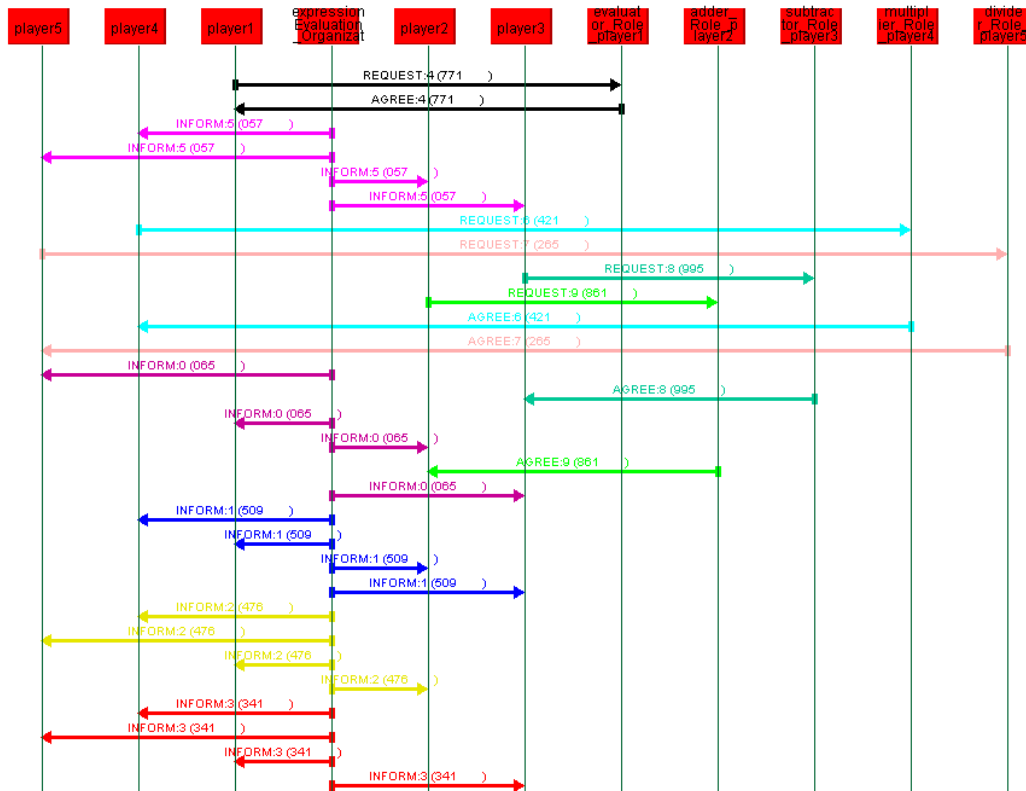 player5
player4
player1
expression
Evaluation
_Organizat
player2
player3
evaluat
or_Role
_player1
adder_
Role_p
layer2
subtrac
tor_Role
_player3
multipl
ier_Role
_player4
divide
r_Role_
player5
REQUEST:4 (771 )
AGREE:4 (771 )
INFORM:5 (057 )
INFORM:5 (057 )
INFORM:5 (057 )
INFORM:5 (057 )
REQUEST:6 (421 )
REQUEST:7 (265 )
REQUEST:8 (995 )
REQUEST:9 (861 )
AGREE:6 (421 )
AGREE:7 (265 )
INFORM:0 (065 )
AGREE:8 (995 )
INFORM:0 (065 )
INFORM:0 (065 )
AGREE:9 (861 )
INFORM:0 (065 )
INFORM:1 (509 )
INFORM:1 (509 )
INFORM:1 (509 )
INFORM:1 (509 )
INFORM:2 (476 )
INFORM:2 (476 )
INFORM:2 (476 )
INFORM:2 (476 )
INFORM:3 (341 )
INFORM:3 (341 )
INFORM:3 (341 )
INFORM:3 (341 )